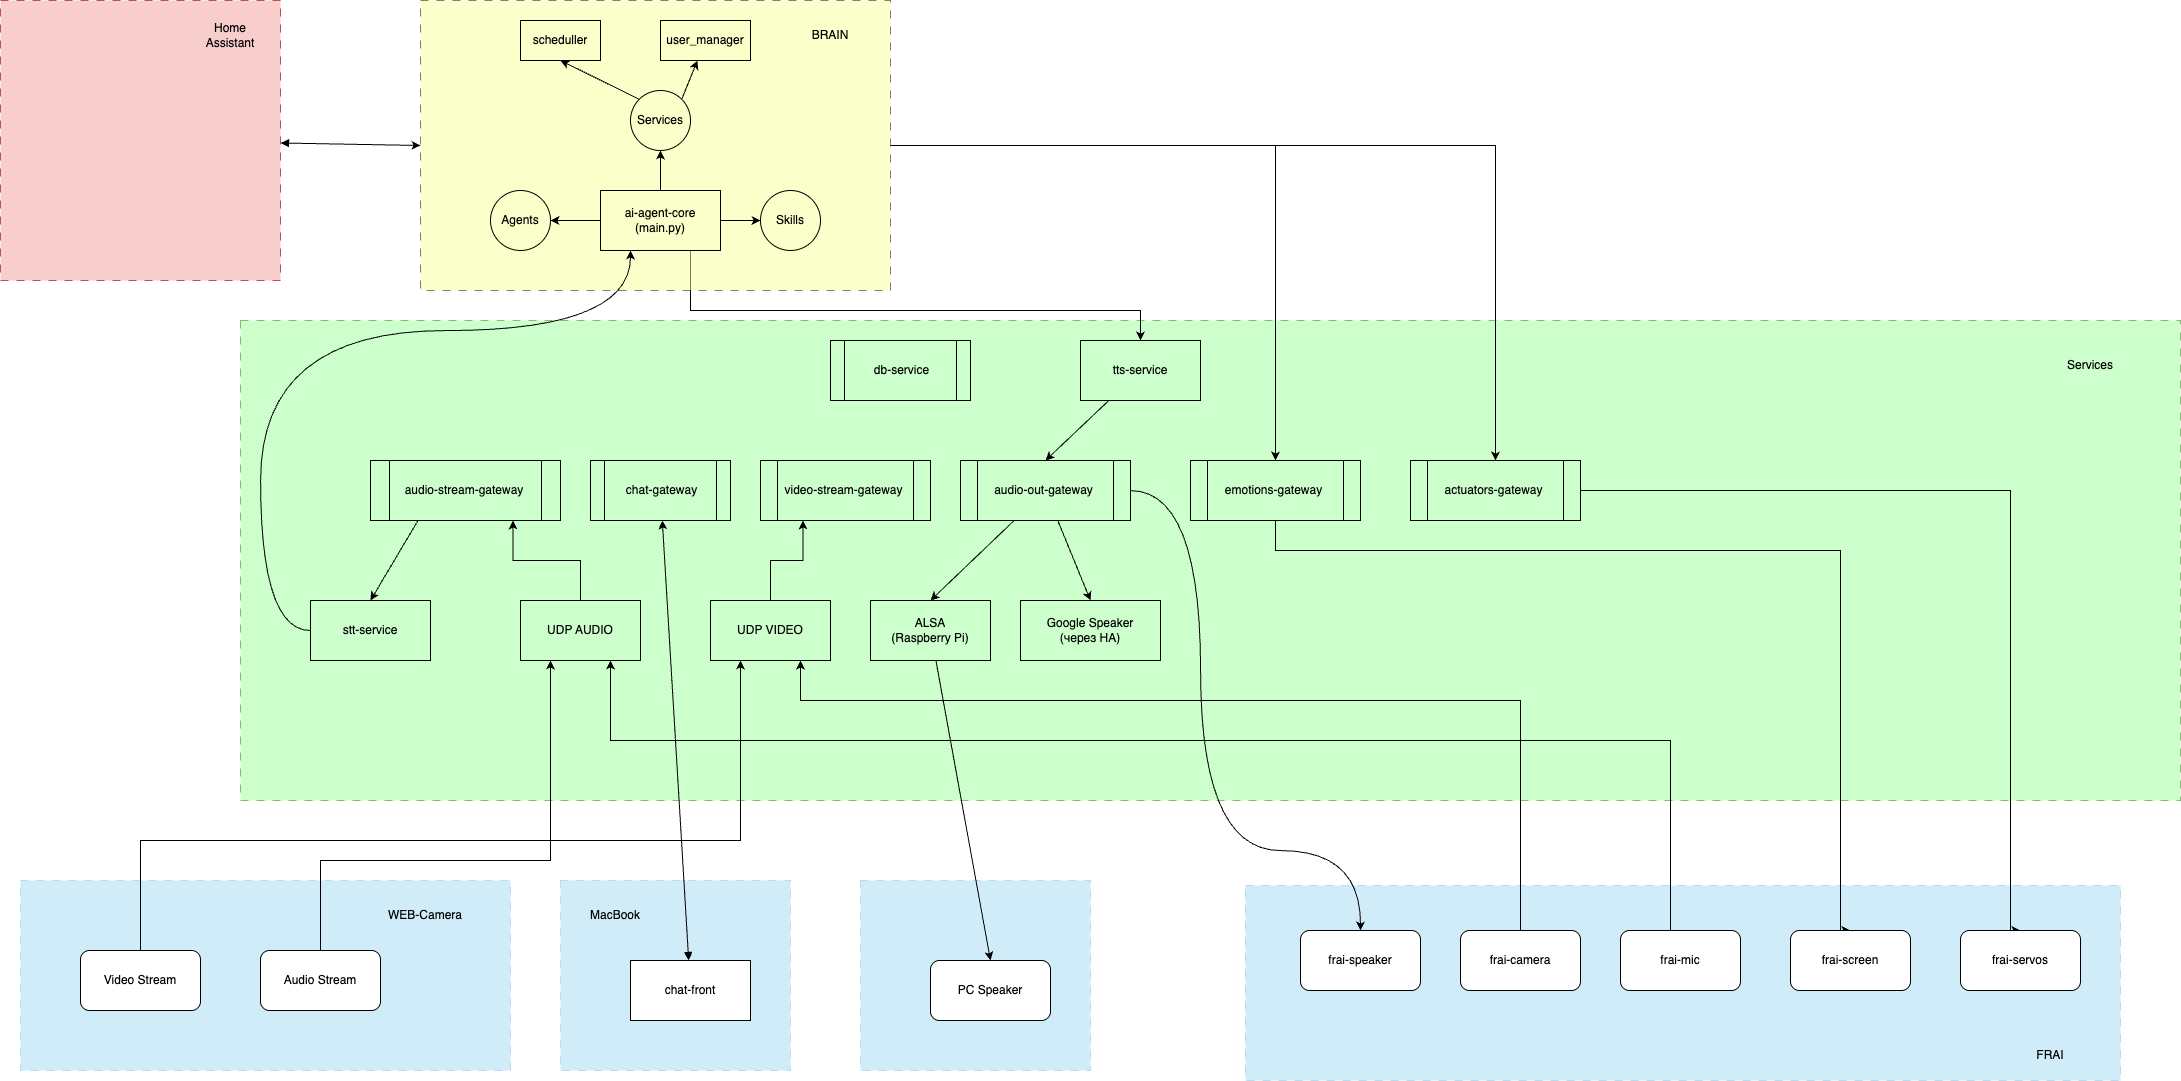 Home
Assistant
scheduller
user_manager
BRAIN
Services
Agents
ai-agent-core
(main.py)
Skills
db-service
tts-service
Services
audio-stream-gateway
chat-gateway
video-stream-gateway
audio-out-gateway
emotions-gateway
actuators-gateway
stt-service
UDP AUDIO
UDP VIDEO
ALSA
(Raspberry Pi)
Google Speaker
(через HA)
WEB-Camera
Video Stream
Audio Stream
MacBook
chat-front
PC Speaker
frai-speaker
frai-camera
frai-mic
frai-screen
frai-servos
FRAI